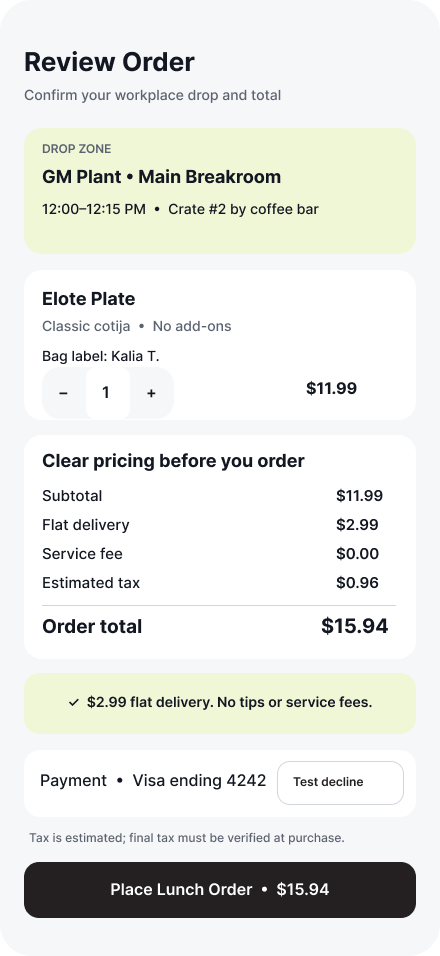 Review Order
Confirm your workplace drop and total
DROP ZONE
GM Plant • Main Breakroom
12:00–12:15 PM • Crate #2 by coffee bar
Elote Plate
Classic cotija • No add-ons
Bag label: Kalia T.
− 1 + $11.99
Clear pricing before you order
Subtotal $11.99
Flat delivery $2.99
Service fee $0.00
Estimated tax $0.96
Order total $15.94
✓ $2.99 flat delivery. No tips or service fees.
Payment • Visa ending 4242 Test decline
Tax is estimated; final tax must be verified at purchase.
Place Lunch Order • $15.94